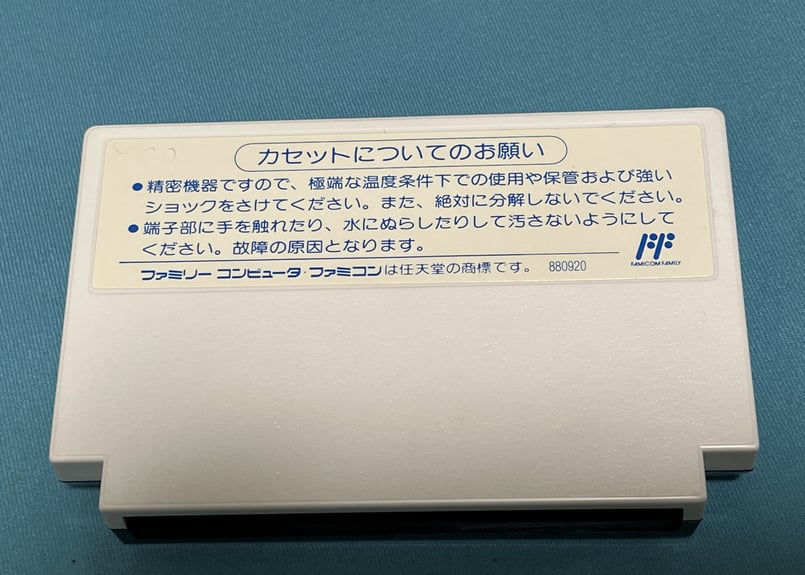 カセットについてのお願い
●精密機器ですので、極端な温度条件下での使用や保管および強い
ショックをさけてください。また、絶対に分解しないでください。
●端子部に手を触れたり、水にぬらしたりして汚さないようにして
ください。故障の原因となります。
FAMICOM FAMILY
ファミリー コンピュータ・ファミコンは任天堂の商標です。 880920